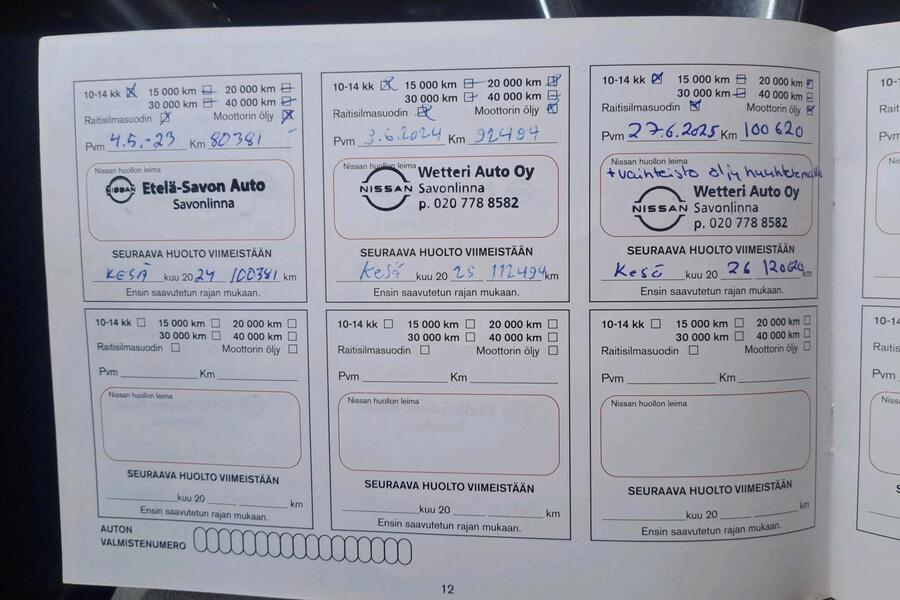 10-14 kk 15 000 km 20 000 km
30 000 km 40 000 km
Raitisilmasuodin Moottorin öljy
Pvm 4.5.-23 Km 80381
Nissan huollon leima
NISSAN Etelä-Savon Auto
Savonlinna
SEURAAVA HUOLTO VIIMEISTÄÄN
KESÄ kuu 2024 100381 km
Ensin saavutetun rajan mukaan.
10-14 kk 15 000 km 20 000 km
30 000 km 40 000 km
Raitisilmasuodin Moottorin öljy
Pvm 3.6.2024 Km 92494
Nissan huollon leima
NISSAN Wetteri Auto Oy
Savonlinna
p. 020 778 8582
SEURAAVA HUOLTO VIIMEISTÄÄN
Kesä kuu 20 25 112494 km
Ensin saavutetun rajan mukaan.
10-14 kk 15 000 km 20 000 km
30 000 km 40 000 km
Raitisilmasuodin Moottorin öljy
Pvm 27.6.2025 Km 100620
Nissan huollon leima
+vaihteisto öljy huuhtelemalla
NISSAN Wetteri Auto Oy
Savonlinna
p. 020 778 8582
SEURAAVA HUOLTO VIIMEISTÄÄN
Kesä kuu 20 26 120620 km
Ensin saavutetun rajan mukaan.
10-14 kk 15 000 km 20 000 km
30 000 km 40 000 km
Raitisilmasuodin Moottorin öljy
Pvm Km
Nissan huollon leima
SEURAAVA HUOLTO VIIMEISTÄÄN
kuu 20 km
Ensin saavutetun rajan mukaan.
10-14 kk 15 000 km 20 000 km
30 000 km 40 000 km
Raitisilmasuodin Moottorin öljy
Pvm Km
Nissan huollon leima
SEURAAVA HUOLTO VIIMEISTÄÄN
kuu 20 km
Ensin saavutetun rajan mukaan.
10-14 kk 15 000 km 20 000 km
30 000 km 40 000 km
Raitisilmasuodin Moottorin öljy
Pvm Km
Nissan huollon leima
SEURAAVA HUOLTO VIIMEISTÄÄN
kuu 20 km
Ensin saavutetun rajan mukaan.
AUTON
VALMISTENUMERO
12